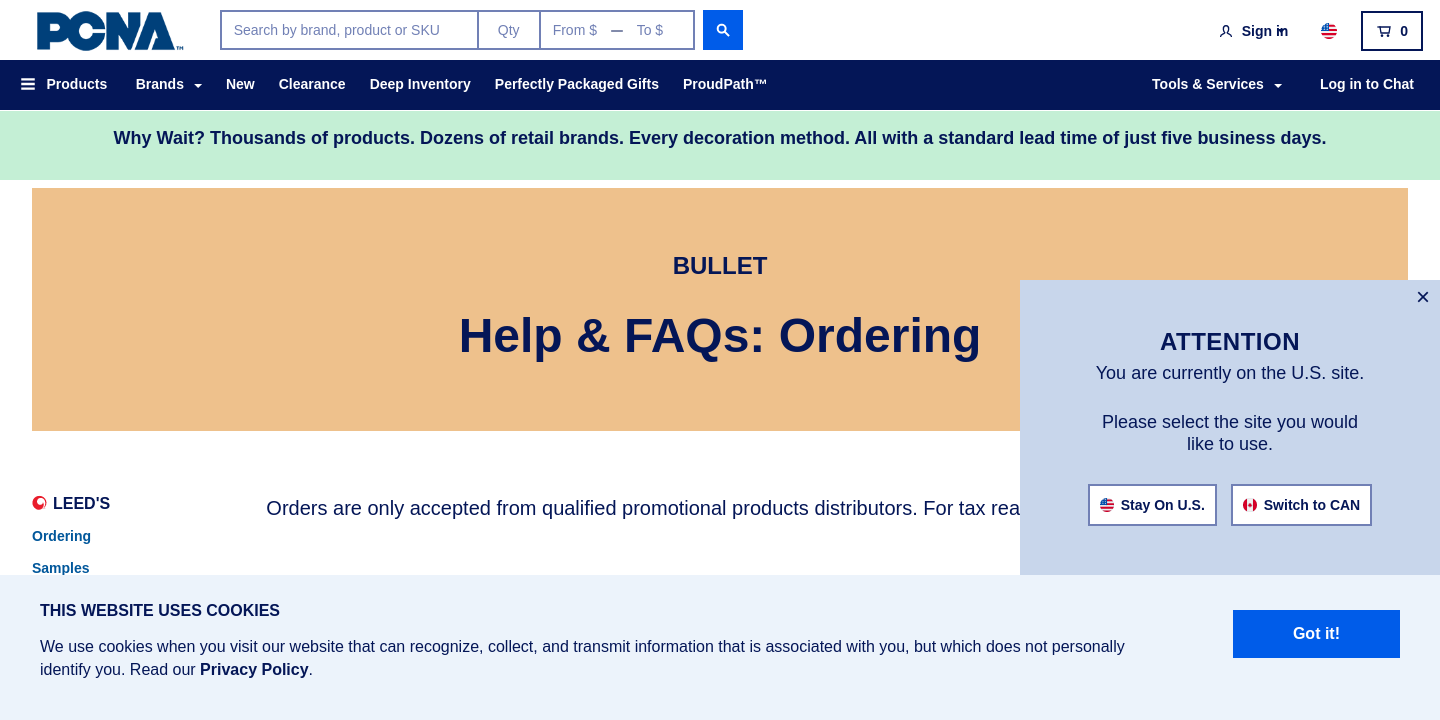 PCNA™
Search by brand, product or SKU
Qty
From $ — To $
Sign in
0
Products
Brands
New
Clearance
Deep Inventory
Perfectly Packaged Gifts
ProudPath™
Tools & Services
Log in to Chat
Why Wait? Thousands of products. Dozens of retail brands. Every decoration method. All with a standard lead time of just five business days.
BULLET
Help & FAQs: Ordering
×
ATTENTION
You are currently on the U.S. site.
Please select the site you would
like to use.
Stay On U.S.
Switch to CAN
LEED'S
Ordering
Samples
Orders are only accepted from qualified promotional products distributors. For tax rea
THIS WEBSITE USES COOKIES
We use cookies when you visit our website that can recognize, collect, and transmit information that is associated with you, but which does not personally
identify you. Read our Privacy Policy.
Got it!